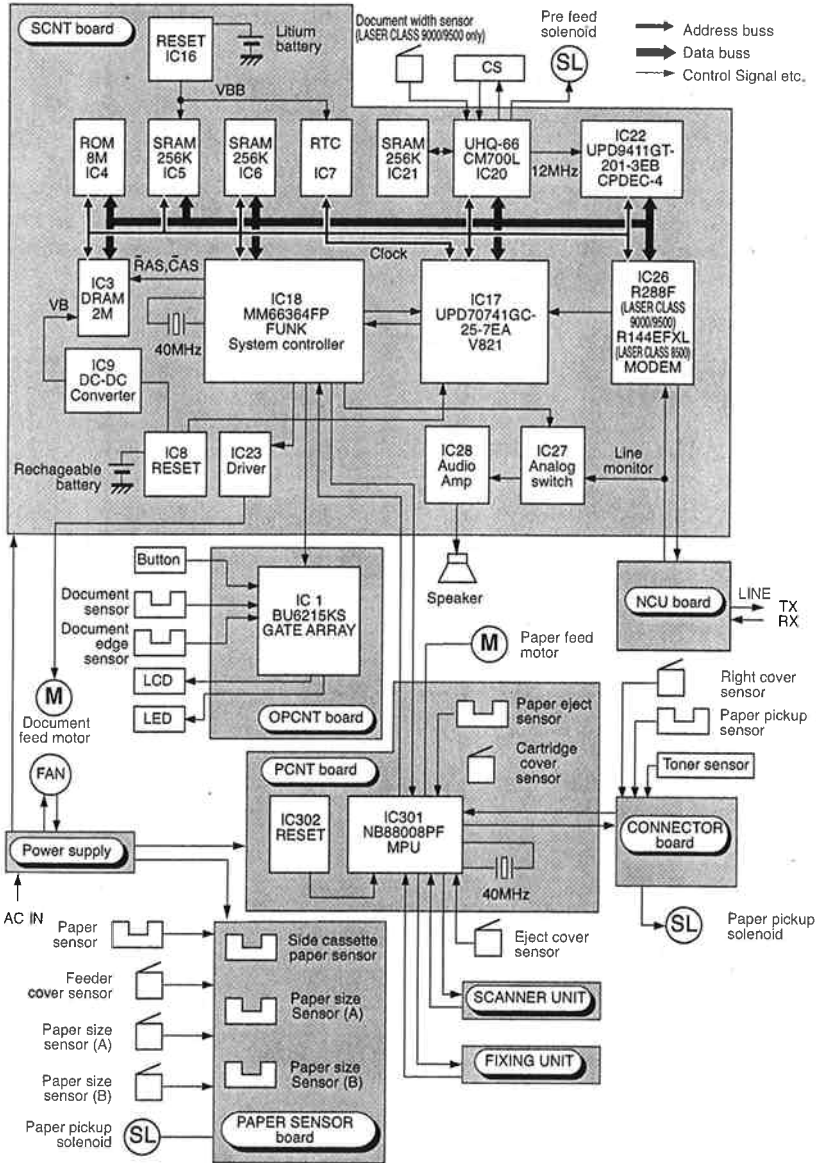 SCNT board
RESET
IC16
Litium
battery
VBB
Document width sensor
(LASER CLASS 9000/9500 only)
CS
Pre feed
solenoid
SL
Address buss
Data buss
Control Signal etc.
ROM
8M
IC4
SRAM
256K
IC5
SRAM
256K
IC6
RTC
IC7
SRAM
256K
IC21
UHQ-66
CM700L
IC20
12MHz
IC22
UPD9411GT-
201-3EB
CPDEC-4
Clock
RAS,CAS
IC3
DRAM
2M
VB
40MHz
IC18
MM66364FP
FUNK
System controller
IC17
UPD70741GC-
25-7EA
V821
IC26
R288F
(LASER CLASS
9000/9500)
R144EFXL
(LASER CLASS 8500)
MODEM
IC9
DC-DC
Converter
Rechageable
battery
IC8
RESET
IC23
Driver
IC28
Audio
Amp
IC27
Analog
switch
Line
monitor
Speaker
Button
Document
sensor
Document
edge
sensor
LCD
LED
IC 1
BU6215KS
GATE ARRAY
OPCNT board
NCU board
LINE
TX
RX
M
Document
feed motor
M
Paper feed
motor
FAN
Power supply
AC IN
PCNT board
IC302
RESET
IC301
NB88008PF
MPU
40MHz
Paper eject
sensor
Cartridge
cover
sensor
Right cover
sensor
Paper pickup
sensor
Toner sensor
CONNECTOR
board
SL
Paper pickup
solenoid
Eject cover
sensor
SCANNER UNIT
FIXING UNIT
Paper
sensor
Feeder
cover sensor
Paper size
sensor (A)
Paper size
sensor (B)
Paper pickup
solenoid
SL
Side cassette
paper sensor
Paper size
Sensor (A)
Paper size
Sensor (B)
PAPER SENSOR
board